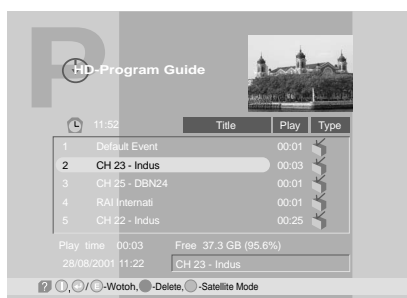 P
HD-Program Guide
11:52 Title Play Type
1 Default Event 00:01
2 CH 23 - Indus 00:03
3 CH 25 - DBN24 00:01
4 RAI Internati 00:01
5 CH 22 - Indus 00:25
Play time 00:03 Free 37.3 GB (95.6%)
28/08/2001 11:22 CH 23 - Indus
? / -Wotoh, -Delete, -Satellite Mode